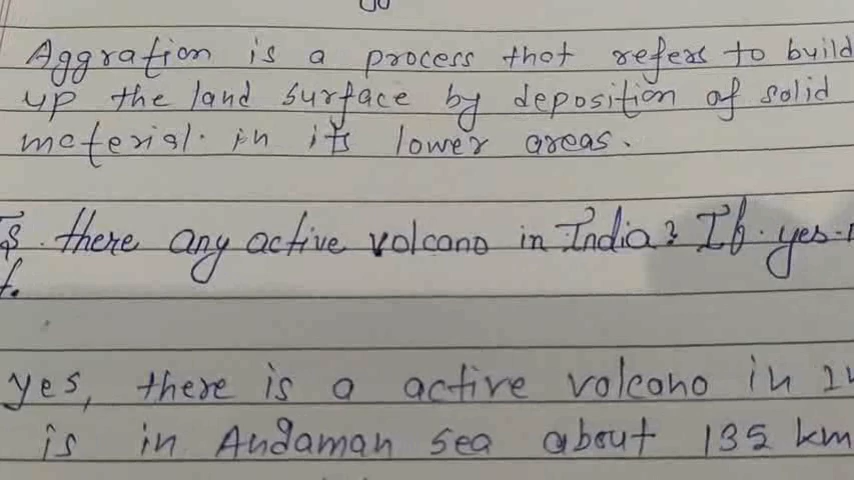 Aggration is a process that refers to build
up the land surface by deposition of solid
material. in its lower areas.
Is there any active volcano in India? If yes.
yes, there is a active volcano in
is in Andaman sea about 135 km